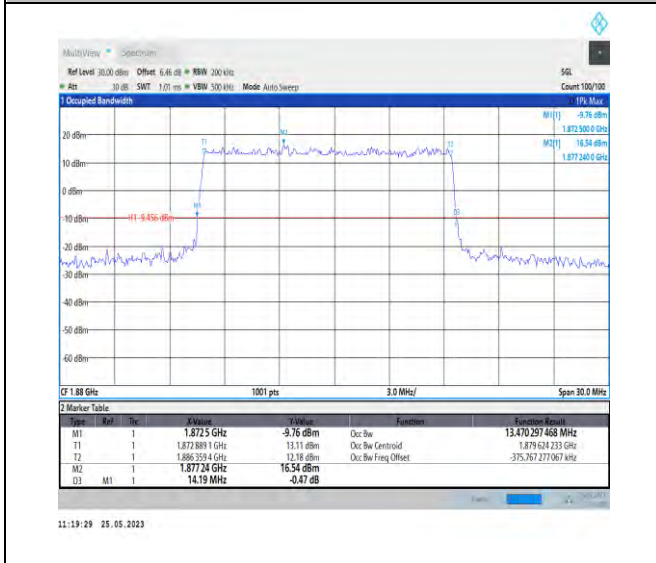 MultiView Spectrum
Ref Level 30.00 dBm Offset 6.46 dB RBW 200 kHz SGL
Att 30 dB SWT 1.01 ms VBW 500 kHz Mode Auto Sweep Count 100/100
1 Occupied Bandwidth 1Pk Max
M1[1] -9.76 dBm
1.872 500 0 GHz
M2[1] 16.54 dBm
1.877 240 0 GHz
20 dBm
T1
M2
T2
10 dBm
0 dBm
M1
D3
-10 dBm
H1 -9.456 dBm
-20 dBm
-30 dBm
-40 dBm
-50 dBm
-60 dBm
CF 1.88 GHz 1001 pts 3.0 MHz/ Span 30.0 MHz
2 Marker Table
Type Ref Trc X-Value Y-Value Function Function Result
M1 1 1.8725 GHz -9.76 dBm Occ Bw 13.470 297 468 MHz
T1 1 1.872 889 1 GHz 13.11 dBm Occ Bw Centroid 1.879 624 233 GHz
T2 1 1.886 359 4 GHz 12.18 dBm Occ Bw Freq Offset -375.767 277 067 kHz
M2 1 1.877 24 GHz 16.54 dBm
D3 M1 1 14.19 MHz -0.47 dB
11:19:29 25.05.2023